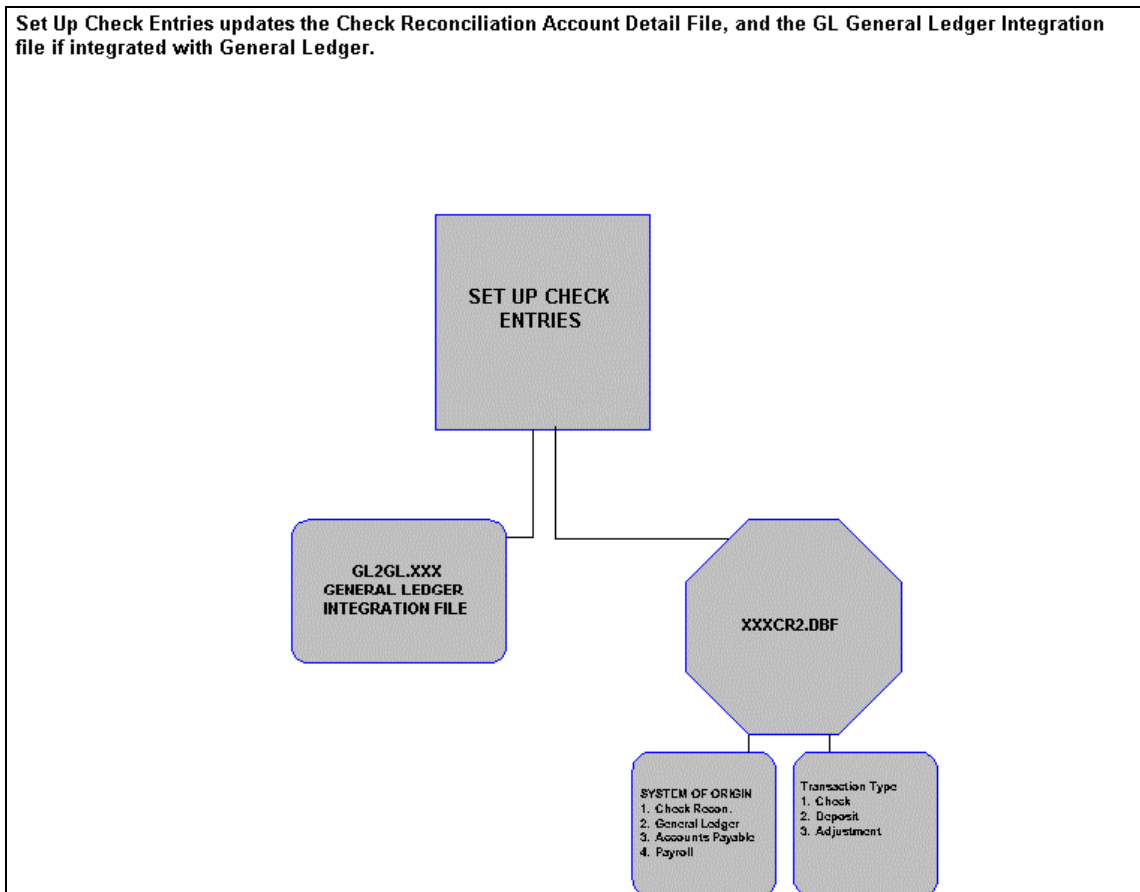 Set Up Check Entries updates the Check Reconciliation Account Detail File, and the GL General Ledger Integration
file if integrated with General Ledger.
SET UP CHECK
ENTRIES
GL2GL.XXX
GENERAL LEDGER
INTEGRATION FILE
XXXCR2.DBF
SYSTEM OF ORIGIN
1. Check Recon.
2. General Ledger
3. Accounts Payable
4. Payroll
Transaction Type
1. Check
2. Deposit
3. Adjustment